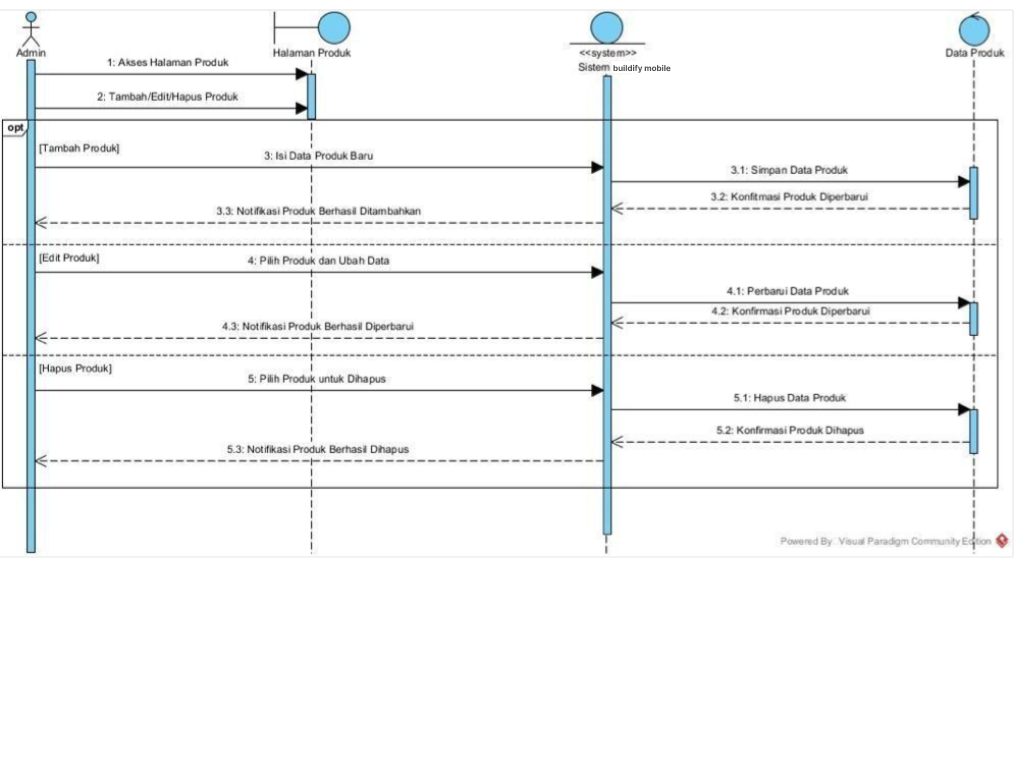 Admin
Halaman Produk
<<system>>
Sistem buildify mobile
Data Produk
1: Akses Halaman Produk
2: Tambah/Edit/Hapus Produk
opt
[Tambah Produk]
3: Isi Data Produk Baru
3.1: Simpan Data Produk
3.2: Konfitmasi Produk Diperbarui
3.3: Notifikasi Produk Berhasil Ditambahkan
[Edit Produk]
4: Pilih Produk dan Ubah Data
4.1: Perbarui Data Produk
4.2: Konfirmasi Produk Diperbarui
4.3: Notifikasi Produk Berhasil Diperbarui
[Hapus Produk]
5: Pilih Produk untuk Dihapus
5.1: Hapus Data Produk
5.2: Konfirmasi Produk Dihapus
5.3: Notifikasi Produk Berhasil Dihapus
Powered By Visual Paradigm Community Edition